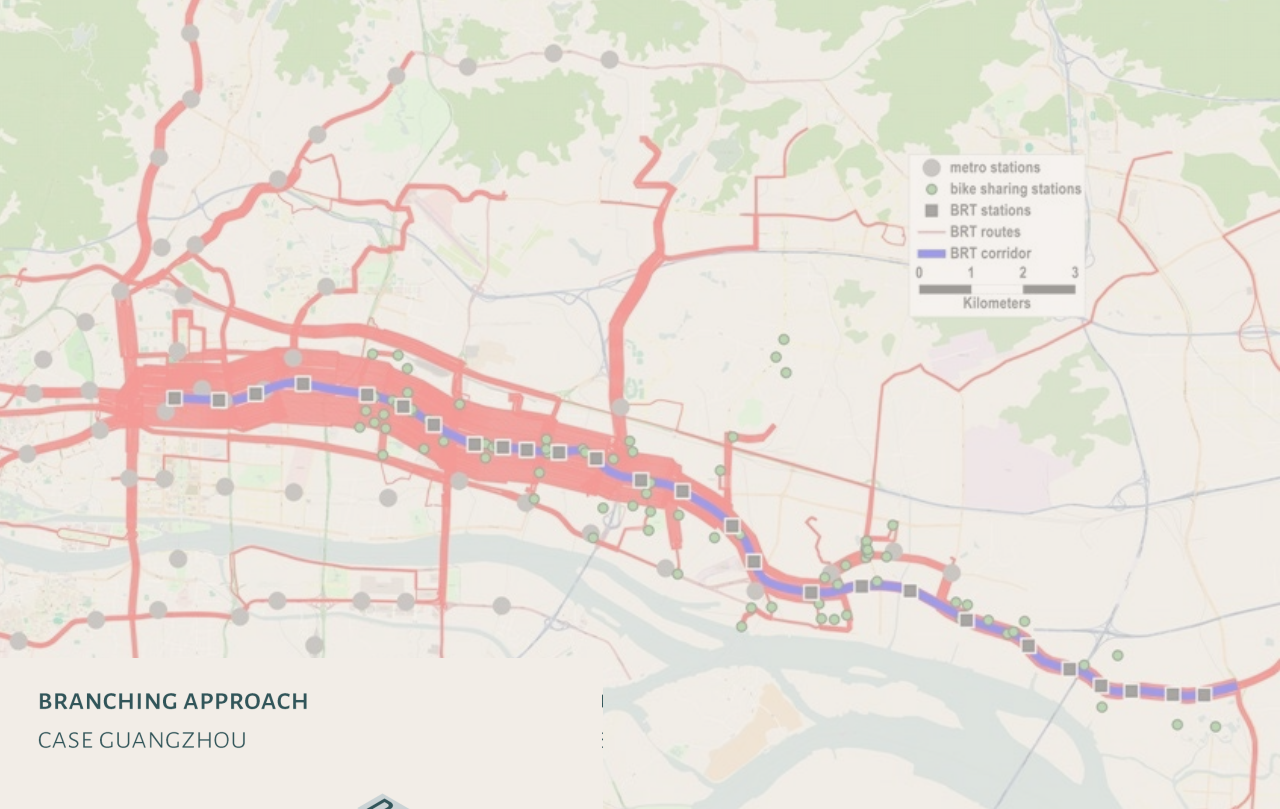 metro stations
bike sharing stations
BRT stations
BRT routes
BRT corridor
0 1 2 3
Kilometers
BRANCHING APPROACH
CASE GUANGZHOU